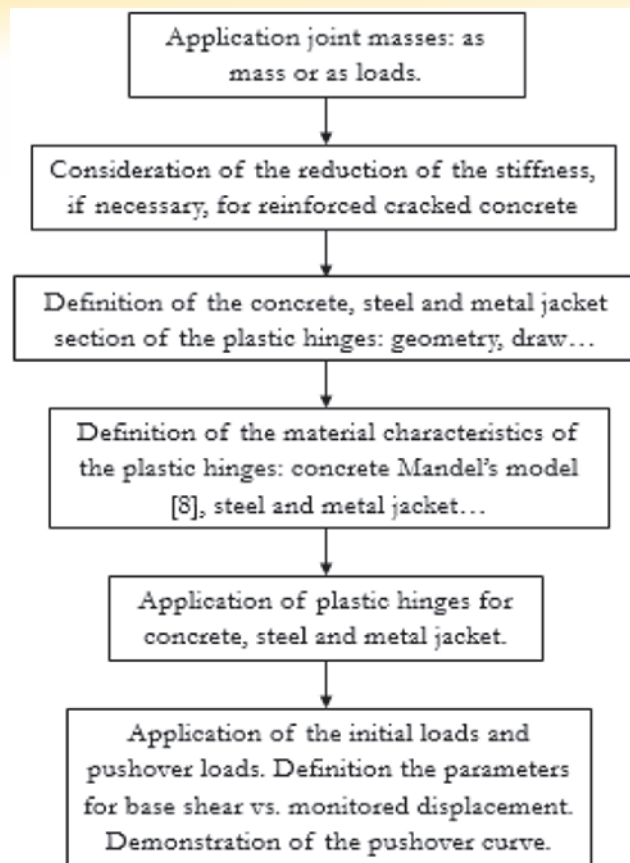 Application joint masses: as
mass or as loads.
Consideration of the reduction of the stiffness,
if necessary, for reinforced cracked concrete
Definition of the concrete, steel and metal jacket
section of the plastic hinges: geometry, draw...
Definition of the material characteristics of
the plastic hinges: concrete Mandel's model
[8], steel and metal jacket...
Application of plastic hinges for
concrete, steel and metal jacket.
Application of the initial loads and
pushover loads. Definition the parameters
for base shear vs. monitored displacement.
Demonstration of the pushover curve.